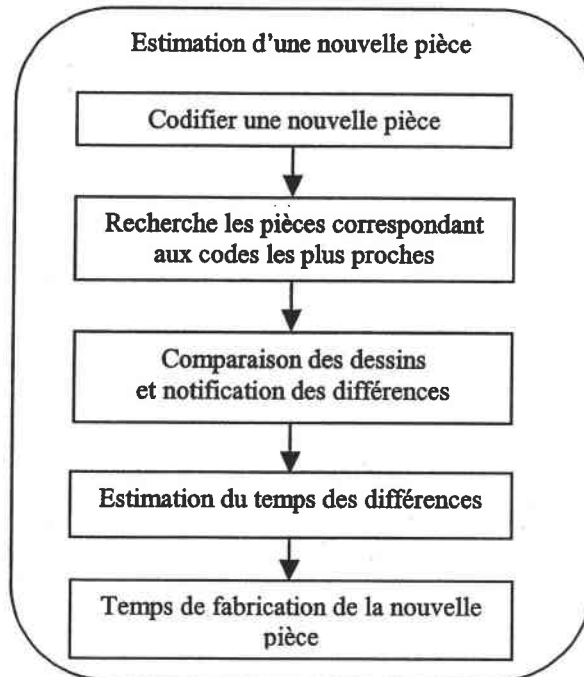 Estimation d'une nouvelle pièce
Codifier une nouvelle pièce
Recherche les pièces correspondant
aux codes les plus proches
Comparaison des dessins
et notification des différences
Estimation du temps des différences
Temps de fabrication de la nouvelle
pièce